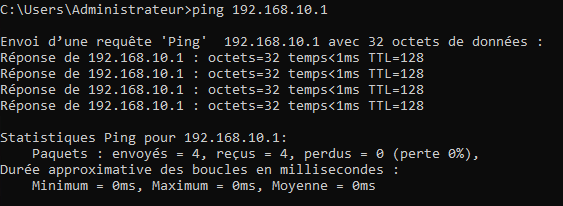 C:\Users\Administrateur>ping 192.168.10.1
Envoi d’une requête 'Ping'  192.168.10.1 avec 32 octets de données :
Réponse de 192.168.10.1 : octets=32 temps<1ms TTL=128
Réponse de 192.168.10.1 : octets=32 temps<1ms TTL=128
Réponse de 192.168.10.1 : octets=32 temps<1ms TTL=128
Réponse de 192.168.10.1 : octets=32 temps<1ms TTL=128
Statistiques Ping pour 192.168.10.1:
    Paquets : envoyés = 4, reçus = 4, perdus = 0 (perte 0%),
Durée approximative des boucles en millisecondes :
    Minimum = 0ms, Maximum = 0ms, Moyenne = 0ms